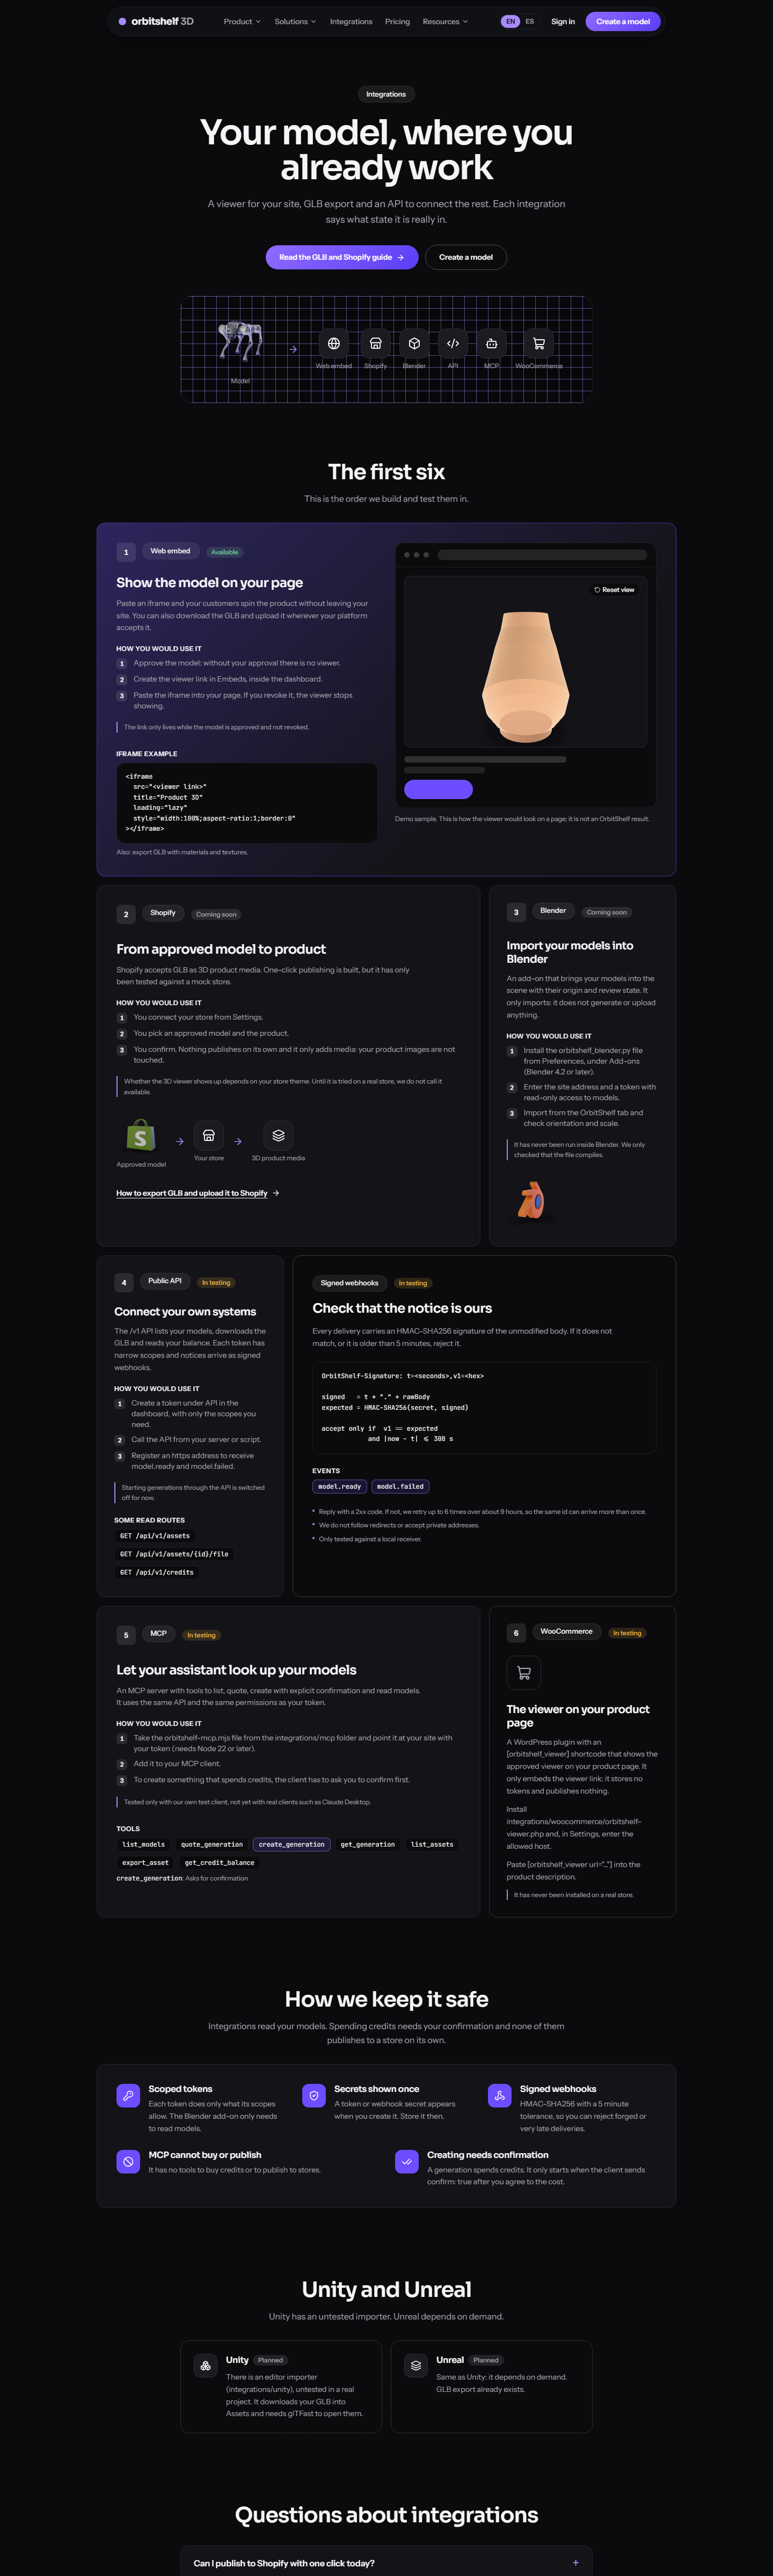 orbitshelf 3D
Product
Solutions
Integrations
Pricing
Resources
EN
ES
Sign in
Create a model
Integrations
Your model, where you
already work
A viewer for your site, GLB export and an API to connect the rest. Each integration
says what state it is really in.
Read the GLB and Shopify guide
Create a model
Model
Web embed
Shopify
Blender
API
MCP
WooCommerce
The first six
This is the order we build and test them in.
1
Web embed
Available
Show the model on your page
Paste an iframe and your customers spin the product without leaving your
site. You can also download the GLB and upload it wherever your platform
accepts it.
HOW YOU WOULD USE IT
1 Approve the model: without your approval there is no viewer.
2 Create the viewer link in Embeds, inside the dashboard.
3 Paste the iframe into your page. If you revoke it, the viewer stops
showing.
The link only lives while the model is approved and not revoked.
IFRAME EXAMPLE
<iframe
src="<viewer link>"
title="Product 3D"
loading="lazy"
style="width:100%;aspect-ratio:1;border:0"
></iframe>
Also: export GLB with materials and textures.
Reset view
Demo sample. This is how the viewer would look on a page; it is not an OrbitShelf result.
2
Shopify
Coming soon
From approved model to product
Shopify accepts GLB as 3D product media. One-click publishing is built, but it has only
been tested against a mock store.
HOW YOU WOULD USE IT
1 You connect your store from Settings.
2 You pick an approved model and the product.
3 You confirm. Nothing publishes on its own and it only adds media: your product images are not
touched.
Whether the 3D viewer shows up depends on your store theme. Until it is tried on a real store, we do not call it
available.
Approved model
Your store
3D product media
How to export GLB and upload it to Shopify
3
Blender
Coming soon
Import your models into
Blender
An add-on that brings your models into the
scene with their origin and review state. It
only imports: it does not generate or upload
anything.
HOW YOU WOULD USE IT
1 Install the orbitshelf_blender.py file
from Preferences, under Add-ons
(Blender 4.2 or later).
2 Enter the site address and a token with
read-only access to models.
3 Import from the OrbitShelf tab and
check orientation and scale.
It has never been run inside Blender. We only
checked that the file compiles.
4
Public API
In testing
Connect your own systems
The /v1 API lists your models, downloads the
GLB and reads your balance. Each token has
narrow scopes and notices arrive as signed
webhooks.
HOW YOU WOULD USE IT
1 Create a token under API in the
dashboard, with only the scopes you
need.
2 Call the API from your server or script.
3 Register an https address to receive
model.ready and model.failed.
Starting generations through the API is switched
off for now.
SOME READ ROUTES
GET /api/v1/assets
GET /api/v1/assets/{id}/file
GET /api/v1/credits
Signed webhooks
In testing
Check that the notice is ours
Every delivery carries an HMAC-SHA256 signature of the unmodified body. If it does not
match, or it is older than 5 minutes, reject it.
OrbitShelf-Signature: t=<seconds>,v1=<hex>
signed = t + "." + rawBody
expected = HMAC-SHA256(secret, signed)
accept only if v1 == expected
and |now - t| <= 300 s
EVENTS
model.ready
model.failed
* Reply with a 2xx code. If not, we retry up to 6 times over about 9 hours, so the same id can arrive more than once.
* We do not follow redirects or accept private addresses.
* Only tested against a local receiver.
5
MCP
In testing
Let your assistant look up your models
An MCP server with tools to list, quote, create with explicit confirmation and read models.
It uses the same API and the same permissions as your token.
HOW YOU WOULD USE IT
1 Take the orbitshelf-mcp.mjs file from the integrations/mcp folder and point it at your site with
your token (needs Node 22 or later).
2 Add it to your MCP client.
3 To create something that spends credits, the client has to ask you to confirm first.
Tested only with our own test client, not yet with real clients such as Claude Desktop.
TOOLS
list_models
quote_generation
create_generation
get_generation
list_assets
export_asset
get_credit_balance
create_generation: Asks for confirmation
6
WooCommerce
In testing
The viewer on your product
page
A WordPress plugin with an
[orbitshelf_viewer] shortcode that shows the
approved viewer on your product page. It
only embeds the viewer link: it stores no
tokens and publishes nothing.
Install
integrations/woocommerce/orbitshelf-
viewer.php and, in Settings, enter the
allowed host.
Paste [orbitshelf_viewer url="..."] into the
product description.
It has never been installed on a real store.
How we keep it safe
Integrations read your models. Spending credits needs your confirmation and none of them
publishes to a store on its own.
Scoped tokens
Each token does only what its scopes
allow. The Blender add-on only needs
to read models.
Secrets shown once
A token or webhook secret appears
when you create it. Store it then.
Signed webhooks
HMAC-SHA256 with a 5 minute
tolerance, so you can reject forged or
very late deliveries.
MCP cannot buy or publish
It has no tools to buy credits or to publish to stores.
Creating needs confirmation
A generation spends credits. It only starts when the client sends
confirm: true after you agree to the cost.
Unity and Unreal
Unity has an untested importer. Unreal depends on demand.
Unity
Planned
There is an editor importer
(integrations/unity), untested in a real
project. It downloads your GLB into
Assets and needs glTFast to open them.
Unreal
Planned
Same as Unity: it depends on demand.
GLB export already exists.
Questions about integrations
Can I publish to Shopify with one click today?
+